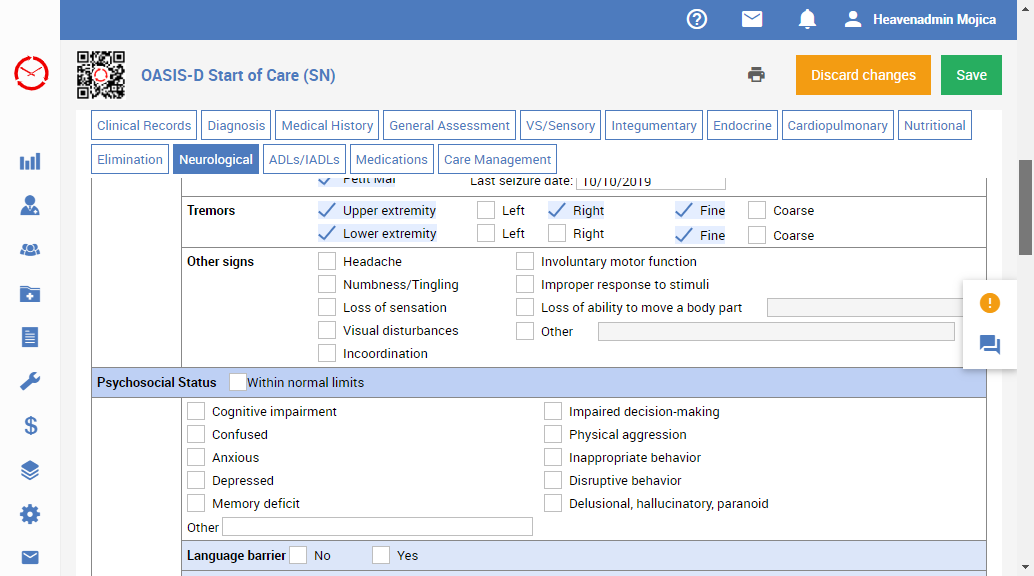 Heavenadmin Mojica
OASIS-D Start of Care (SN)
Discard changes
Save
Clinical Records Diagnosis Medical History General Assessment VS/Sensory Integumentary Endocrine Cardiopulmonary Nutritional
Elimination Neurological ADLs/IADLs Medications Care Management
Petit Mal Last seizure date: 10/10/2019
Tremors Upper extremity Left Right Fine Coarse
Lower extremity Left Right Fine Coarse
Other signs Headache Involuntary motor function
Numbness/Tingling Improper response to stimuli
Loss of sensation Loss of ability to move a body part
Visual disturbances Other
Incoordination
Psychosocial Status Within normal limits
Cognitive impairment Impaired decision-making
Confused Physical aggression
Anxious Inappropriate behavior
Depressed Disruptive behavior
Memory deficit Delusional, hallucinatory, paranoid
Other
Language barrier No Yes